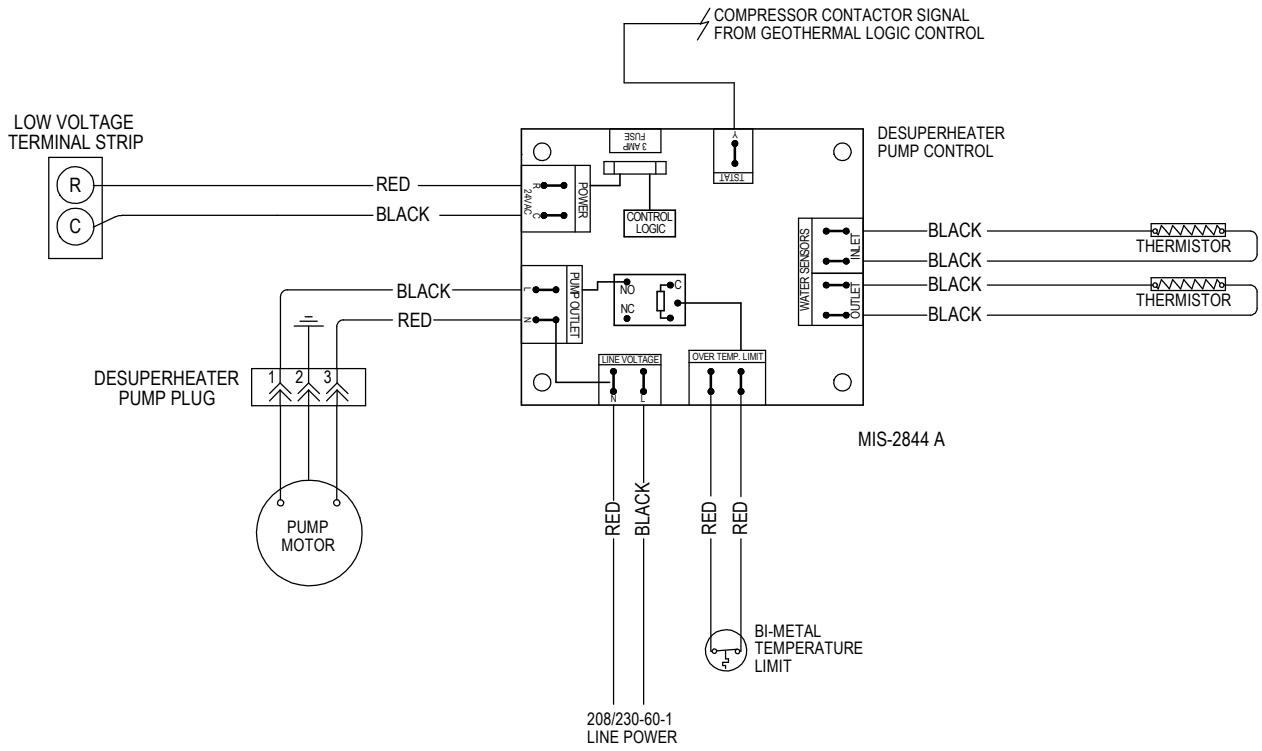 COMPRESSOR CONTACTOR SIGNAL
FROM GEOTHERMAL LOGIC CONTROL
LOW VOLTAGE
TERMINAL STRIP
R
C
RED
BLACK
3 AMP
FUSE
Y
TSTAT
DESUPERHEATER
PUMP CONTROL
R
C
24VAC
POWER
CONTROL
LOGIC
WATER SENSORS
INLET
OUTLET
BLACK
BLACK
BLACK
BLACK
THERMISTOR
THERMISTOR
BLACK
RED
L
N
PUMP OUTLET
NO
NC
C
LINE VOLTAGE
N
L
OVER TEMP. LIMIT
DESUPERHEATER
PUMP PLUG
1
2
3
MIS-2844 A
PUMP
MOTOR
RED
BLACK
RED
RED
BI-METAL
TEMPERATURE
LIMIT
208/230-60-1
LINE POWER